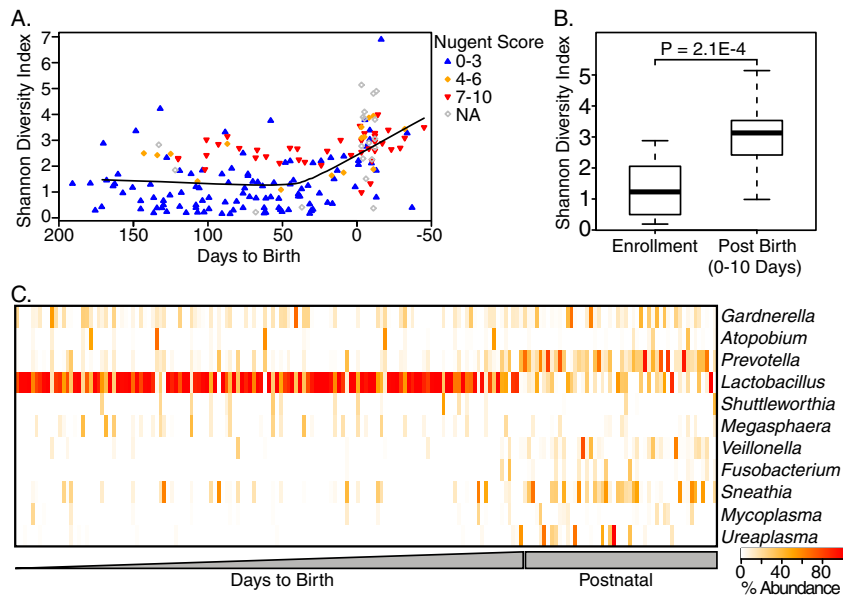 A.
Shannon Diversity Index
7
6
5
4
3
2
1
0
200 150 100 50 0 -50
Days to Birth
Nugent Score
0-3
4-6
7-10
NA
B.
P = 2.1E-4
Shannon Diversity Index
5
4
3
2
1
0
Enrollment Post Birth
(0-10 Days)
C.
Gardnerella
Atopobium
Prevotella
Lactobacillus
Shuttleworthia
Megasphaera
Veillonella
Fusobacterium
Sneathia
Mycoplasma
Ureaplasma
Days to Birth Postnatal
0 40 80
% Abundance